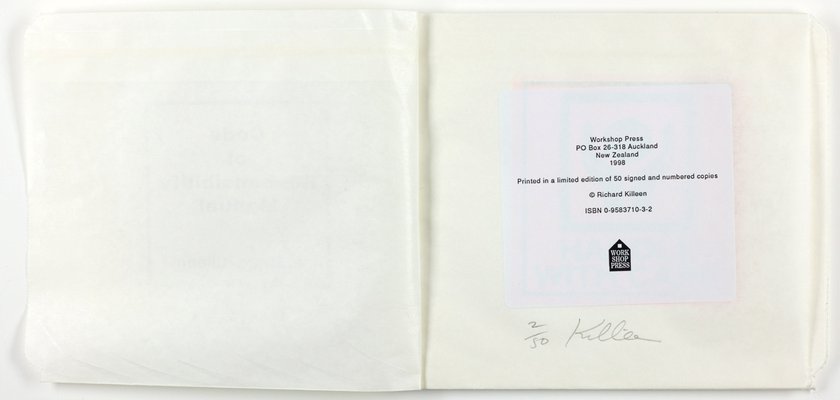 Workshop Press
PO Box 26-318 Auckland
New Zealand
1998
Printed in a limited edition of 50 signed and numbered copies
© Richard Killeen
ISBN 0-9583710-3-2
WORK
SHOP
PRESS
2/50 Killeen